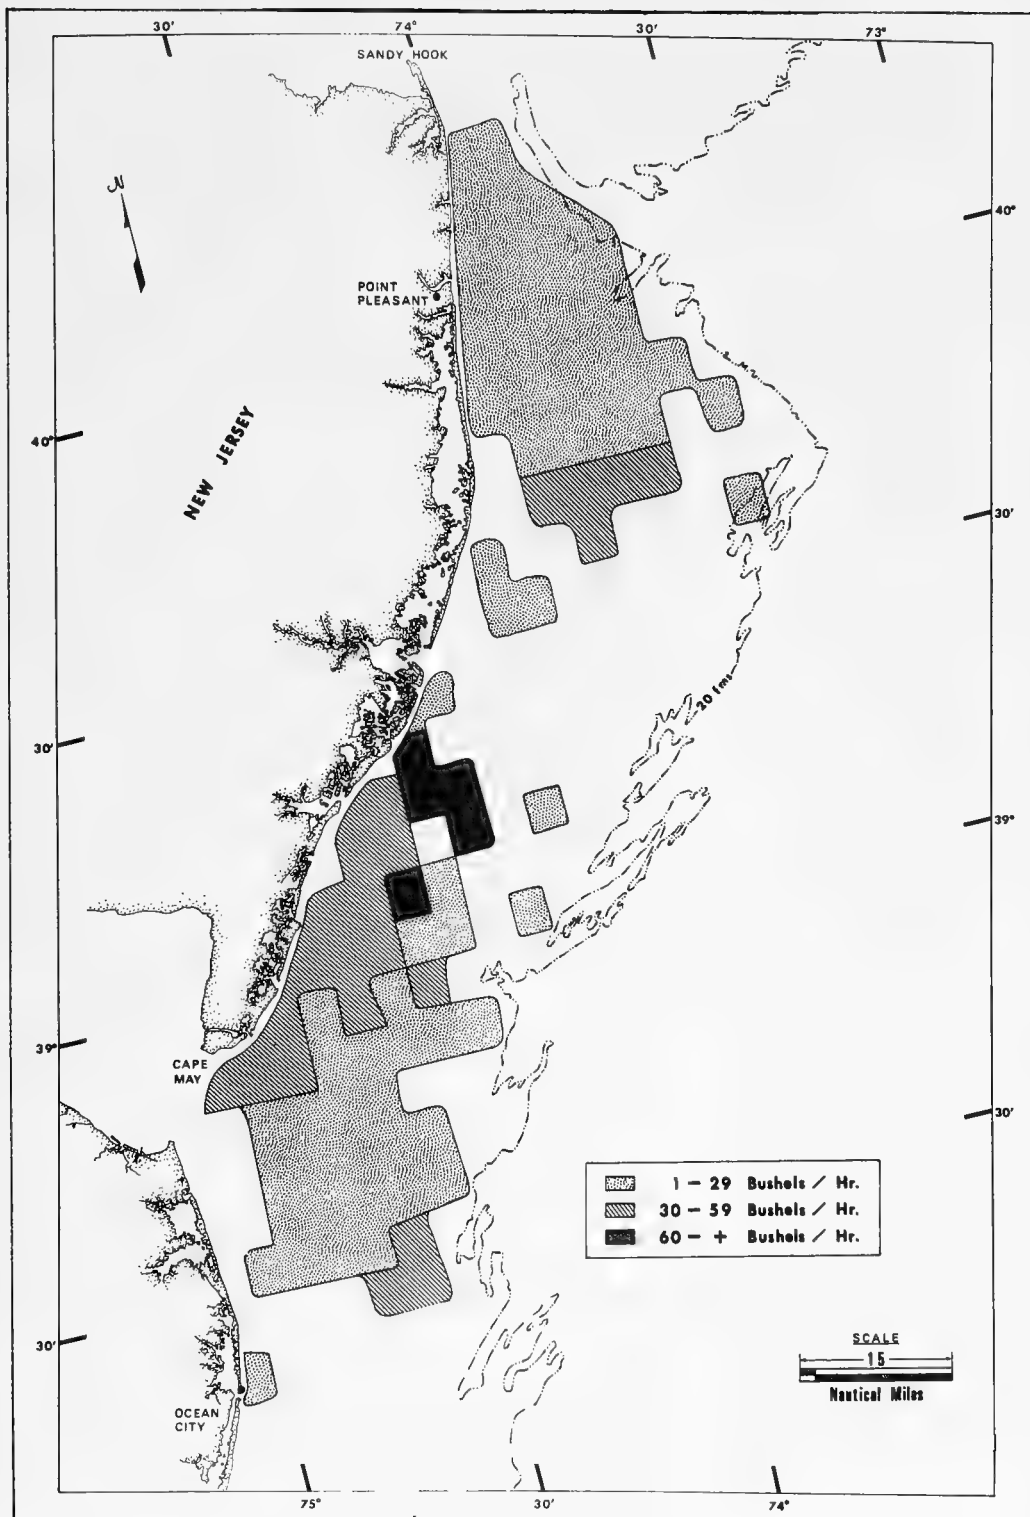 30' 74° 30' 73°
SANDY HOOK
N
40°
POINT
PLEASANT
NEW JERSEY
40°
30'
20 fms
30'
39°
39°
CAPE
MAY
30'
1 – 29 Bushels / Hr.
30 – 59 Bushels / Hr.
60 – + Bushels / Hr.
30'
SCALE
15
Nautical Miles
OCEAN
CITY
75° 30' 74°